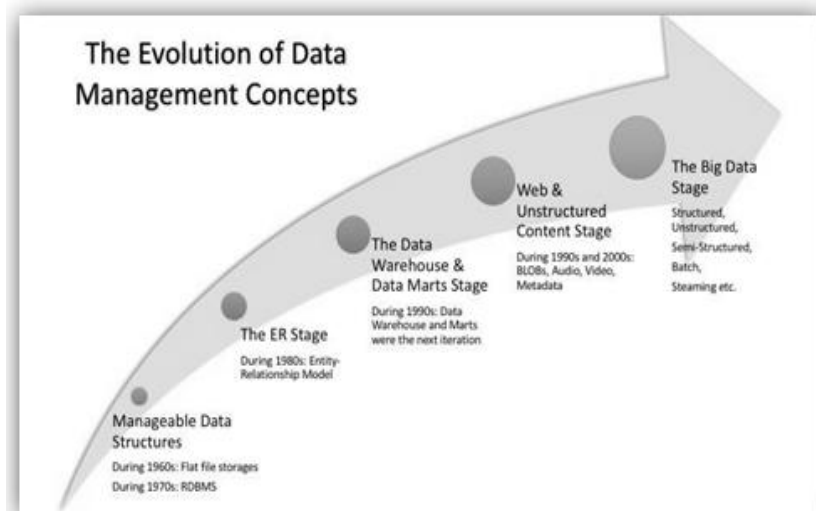 The Evolution of Data
Management Concepts
Manageable Data
Structures
During 1960s: Flat file storages
During 1970s: RDBMS
The ER Stage
During 1980s: Entity-
Relationship Model
The Data
Warehouse &
Data Marts Stage
During 1990s: Data
Warehouse and Marts
were the next iteration
Web &
Unstructured
Content Stage
During 1990s and 2000s:
BLOBs, Audio, Video,
Metadata
The Big Data
Stage
Structured,
Unstructured,
Semi-Structured,
Batch,
Steaming etc.